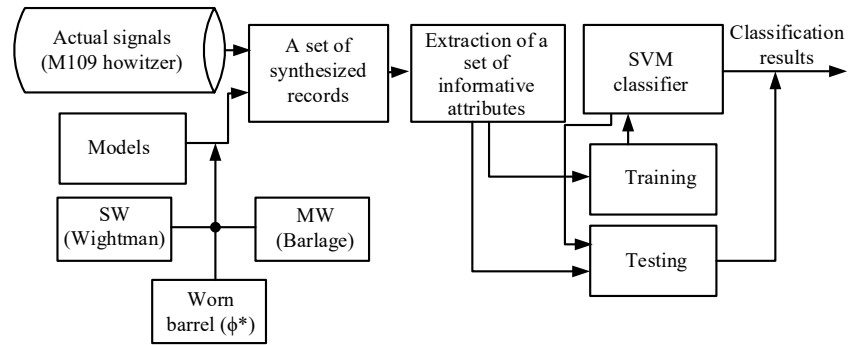 Actual signals
(M109 howitzer)
A set of
synthesized
records
Extraction of a
set of
informative
attributes
SVM
classifier
Classification
results
Models
Training
SW
(Wightman)
MW
(Barlage)
Testing
Worn
barrel (ϕ*)